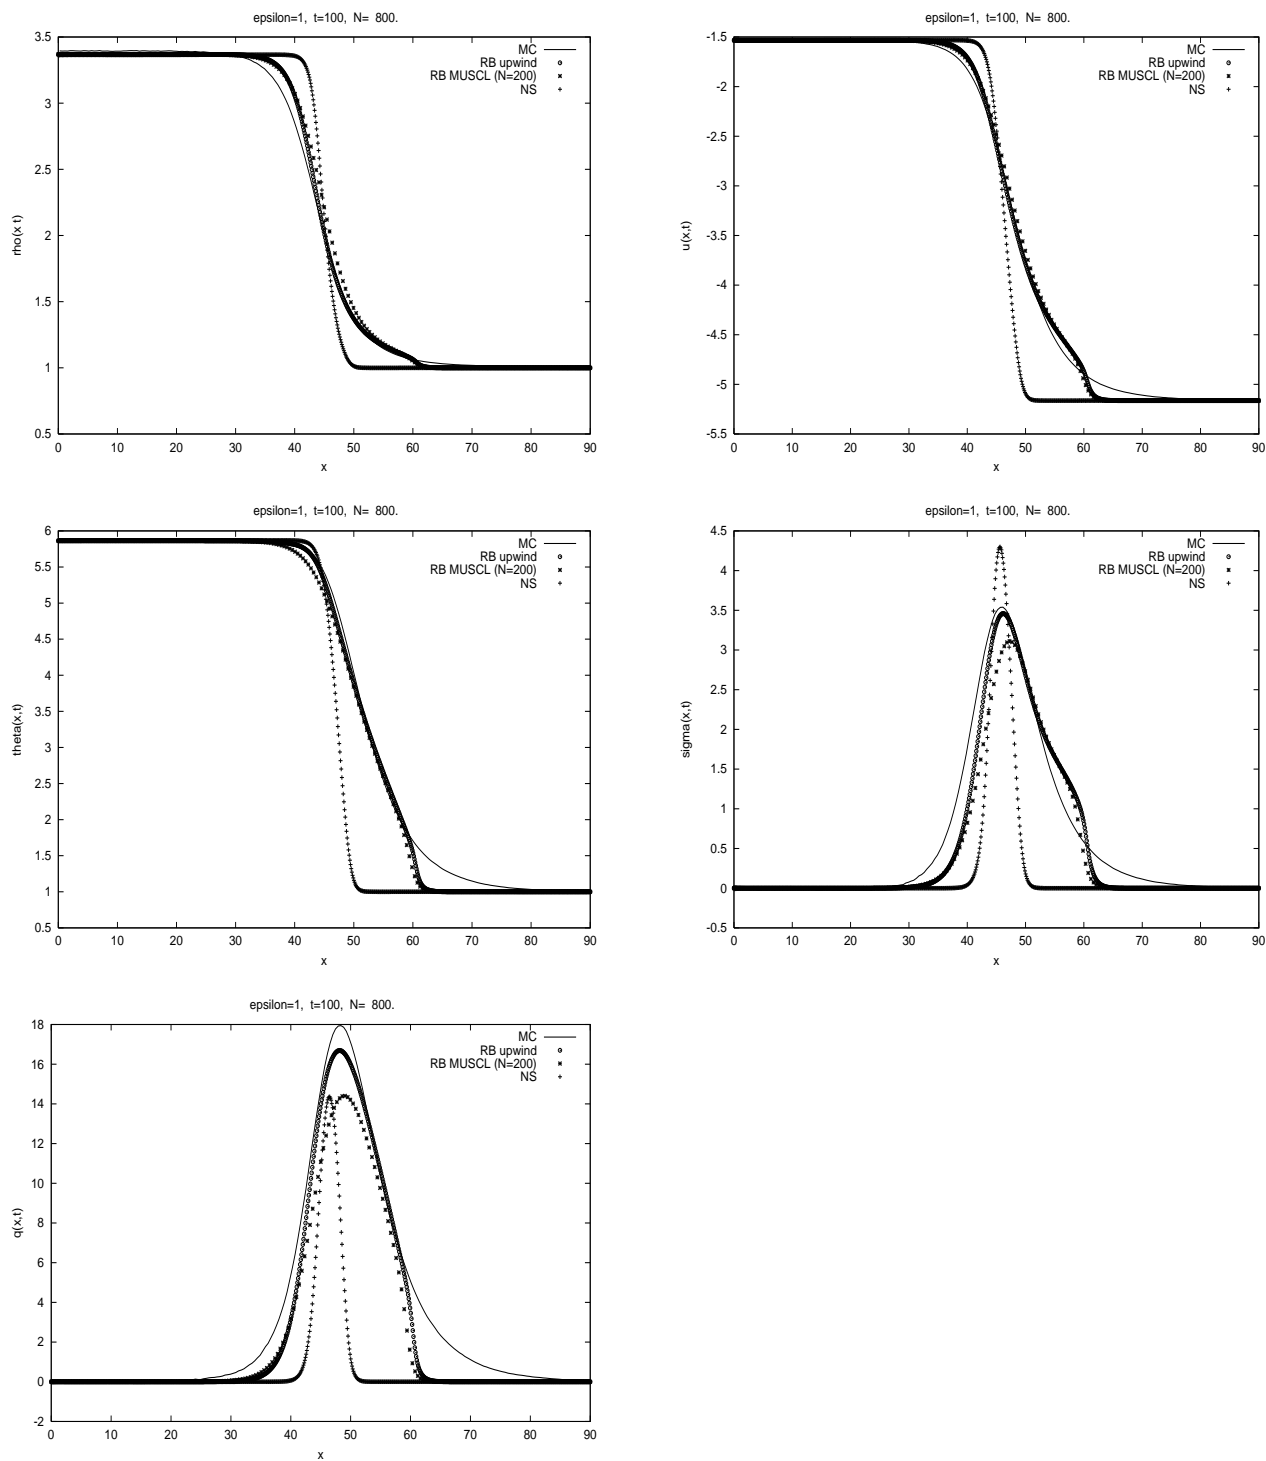 epsilon=1, t=100, N= 800.
MC
RB upwind
RB MUSCL (N=200)
NS
rho(x t)
3.5
3
2.5
2
1.5
1
0.5
0 10 20 30 40 50 60 70 80 90
x
epsilon=1, t=100, N= 800.
MC
RB upwind
RB MUSCL (N=200)
NS
u(x,t)
-1.5
-2
-2.5
-3
-3.5
-4
-4.5
-5
-5.5
0 10 20 30 40 50 60 70 80 90
x
epsilon=1, t=100, N= 800.
MC
RB upwind
RB MUSCL (N=200)
NS
theta(x,t)
6
5.5
5
4.5
4
3.5
3
2.5
2
1.5
1
0.5
0 10 20 30 40 50 60 70 80 90
x
epsilon=1, t=100, N= 800.
MC
RB upwind
RB MUSCL (N=200)
NS
sigma(x,t)
4.5
4
3.5
3
2.5
2
1.5
1
0.5
0
-0.5
0 10 20 30 40 50 60 70 80 90
x
epsilon=1, t=100, N= 800.
MC
RB upwind
RB MUSCL (N=200)
NS
q(x,t)
18
16
14
12
10
8
6
4
2
0
-2
0 10 20 30 40 50 60 70 80 90
x